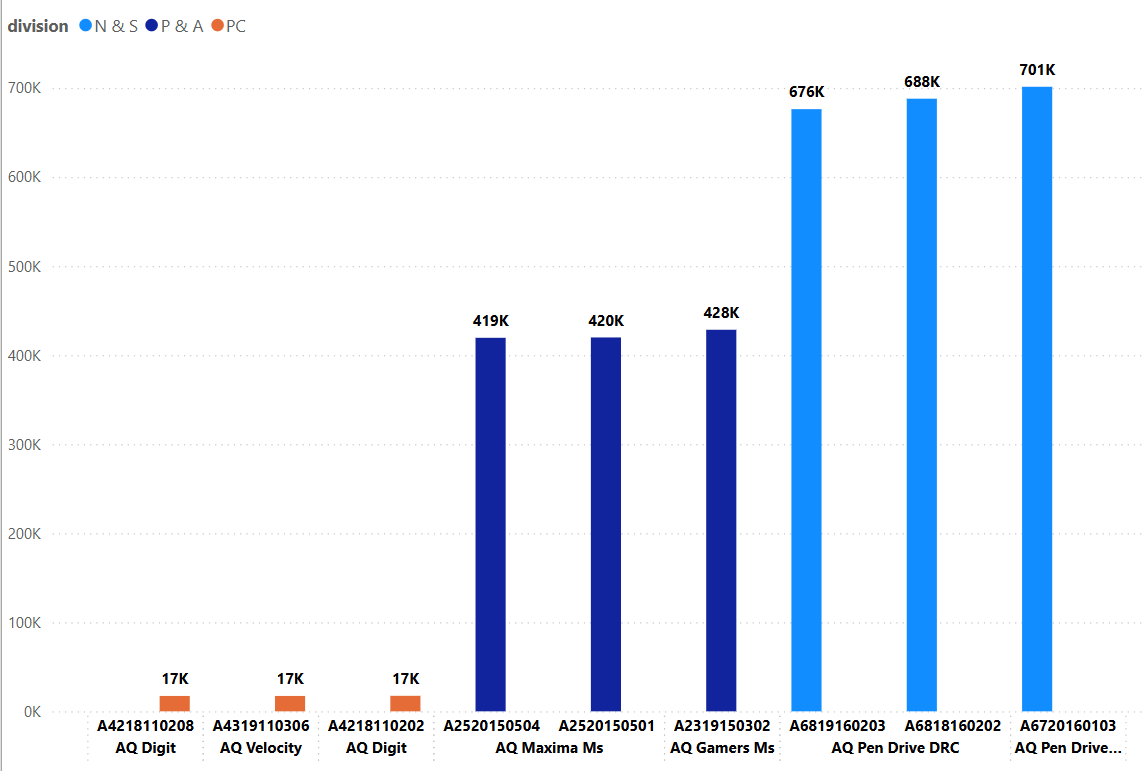 division N & S P & A PC
701K
688K
676K
700K
600K
500K
428K
419K 420K
400K
300K
200K
100K
17K 17K 17K
0K
A4218110208 A4319110306 A4218110202 A2520150504 A2520150501 A2319150302 A6819160203 A6818160202 A6720160103
AQ Digit AQ Velocity AQ Digit AQ Maxima Ms AQ Gamers Ms AQ Pen Drive DRC AQ Pen Drive...